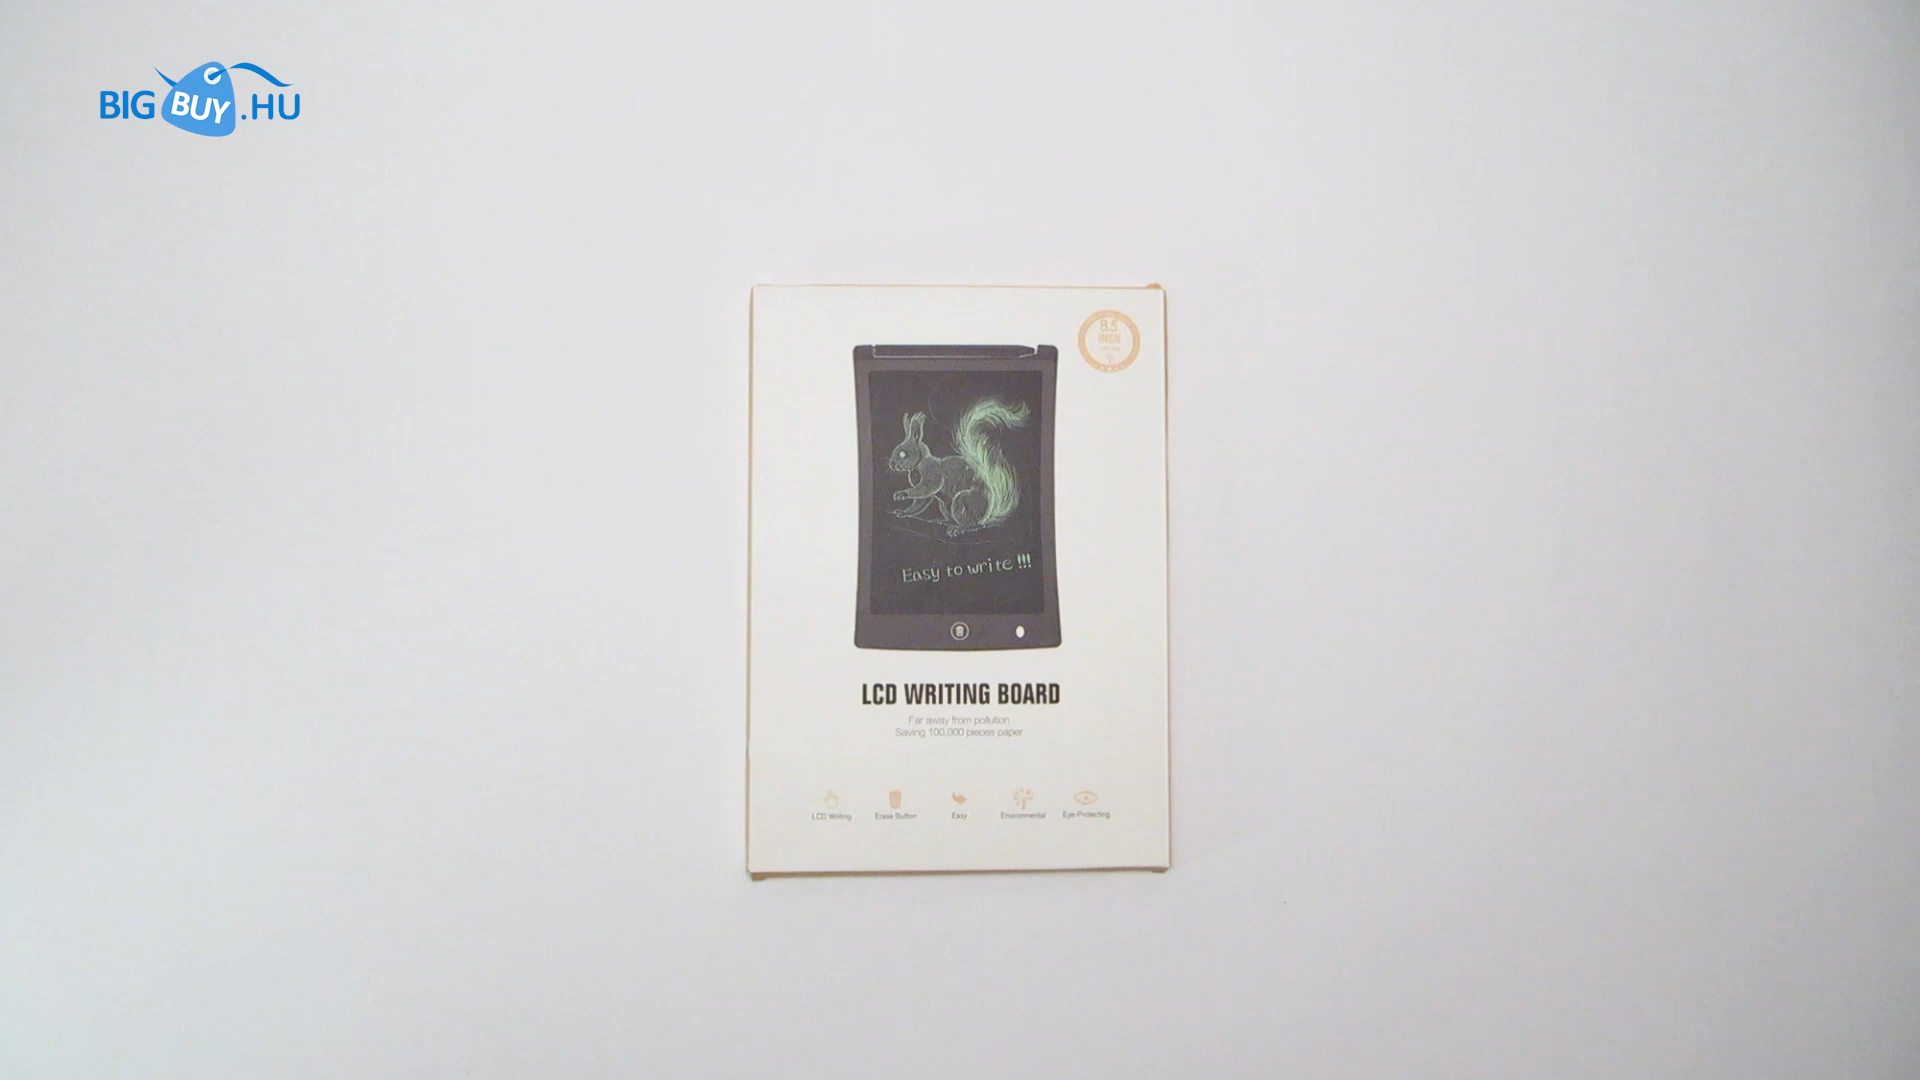 BIG BUY.HU
8.5
INCH
Easy to write !!!
LCD WRITING BOARD
Far away from pollution
Saving 100,000 pieces paper
LCD Writing Erase Button Easy Environmental Eye-Protecting